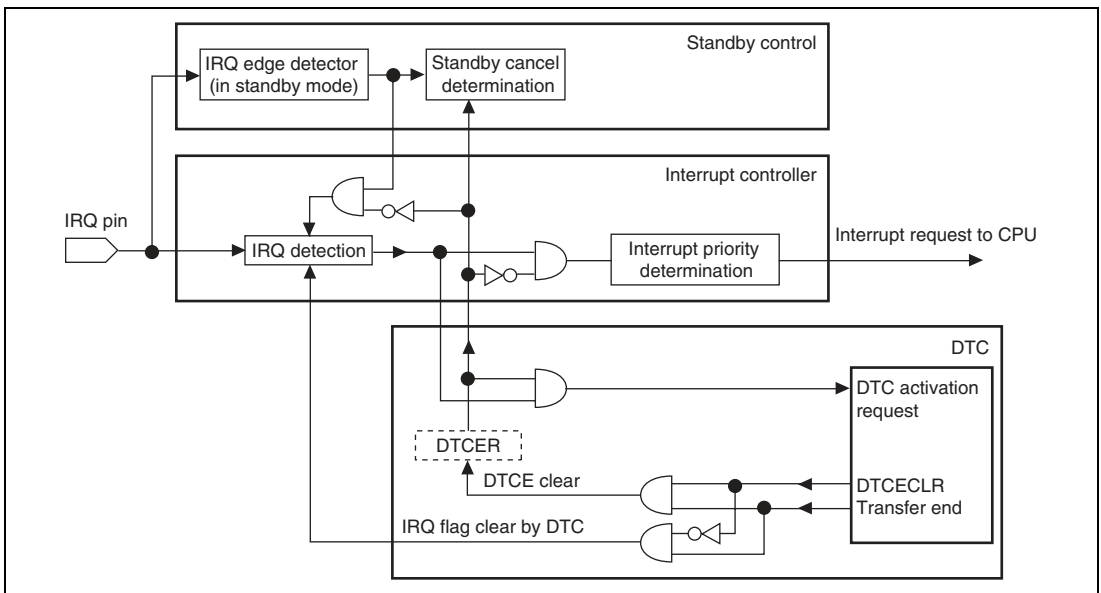 Standby control
IRQ edge detector
(in standby mode)
Standby cancel
determination
Interrupt controller
IRQ pin
IRQ detection
Interrupt priority
determination
Interrupt request to CPU
DTC
DTC activation
request
DTCER
DTCE clear
DTCECLR
Transfer end
IRQ flag clear by DTC